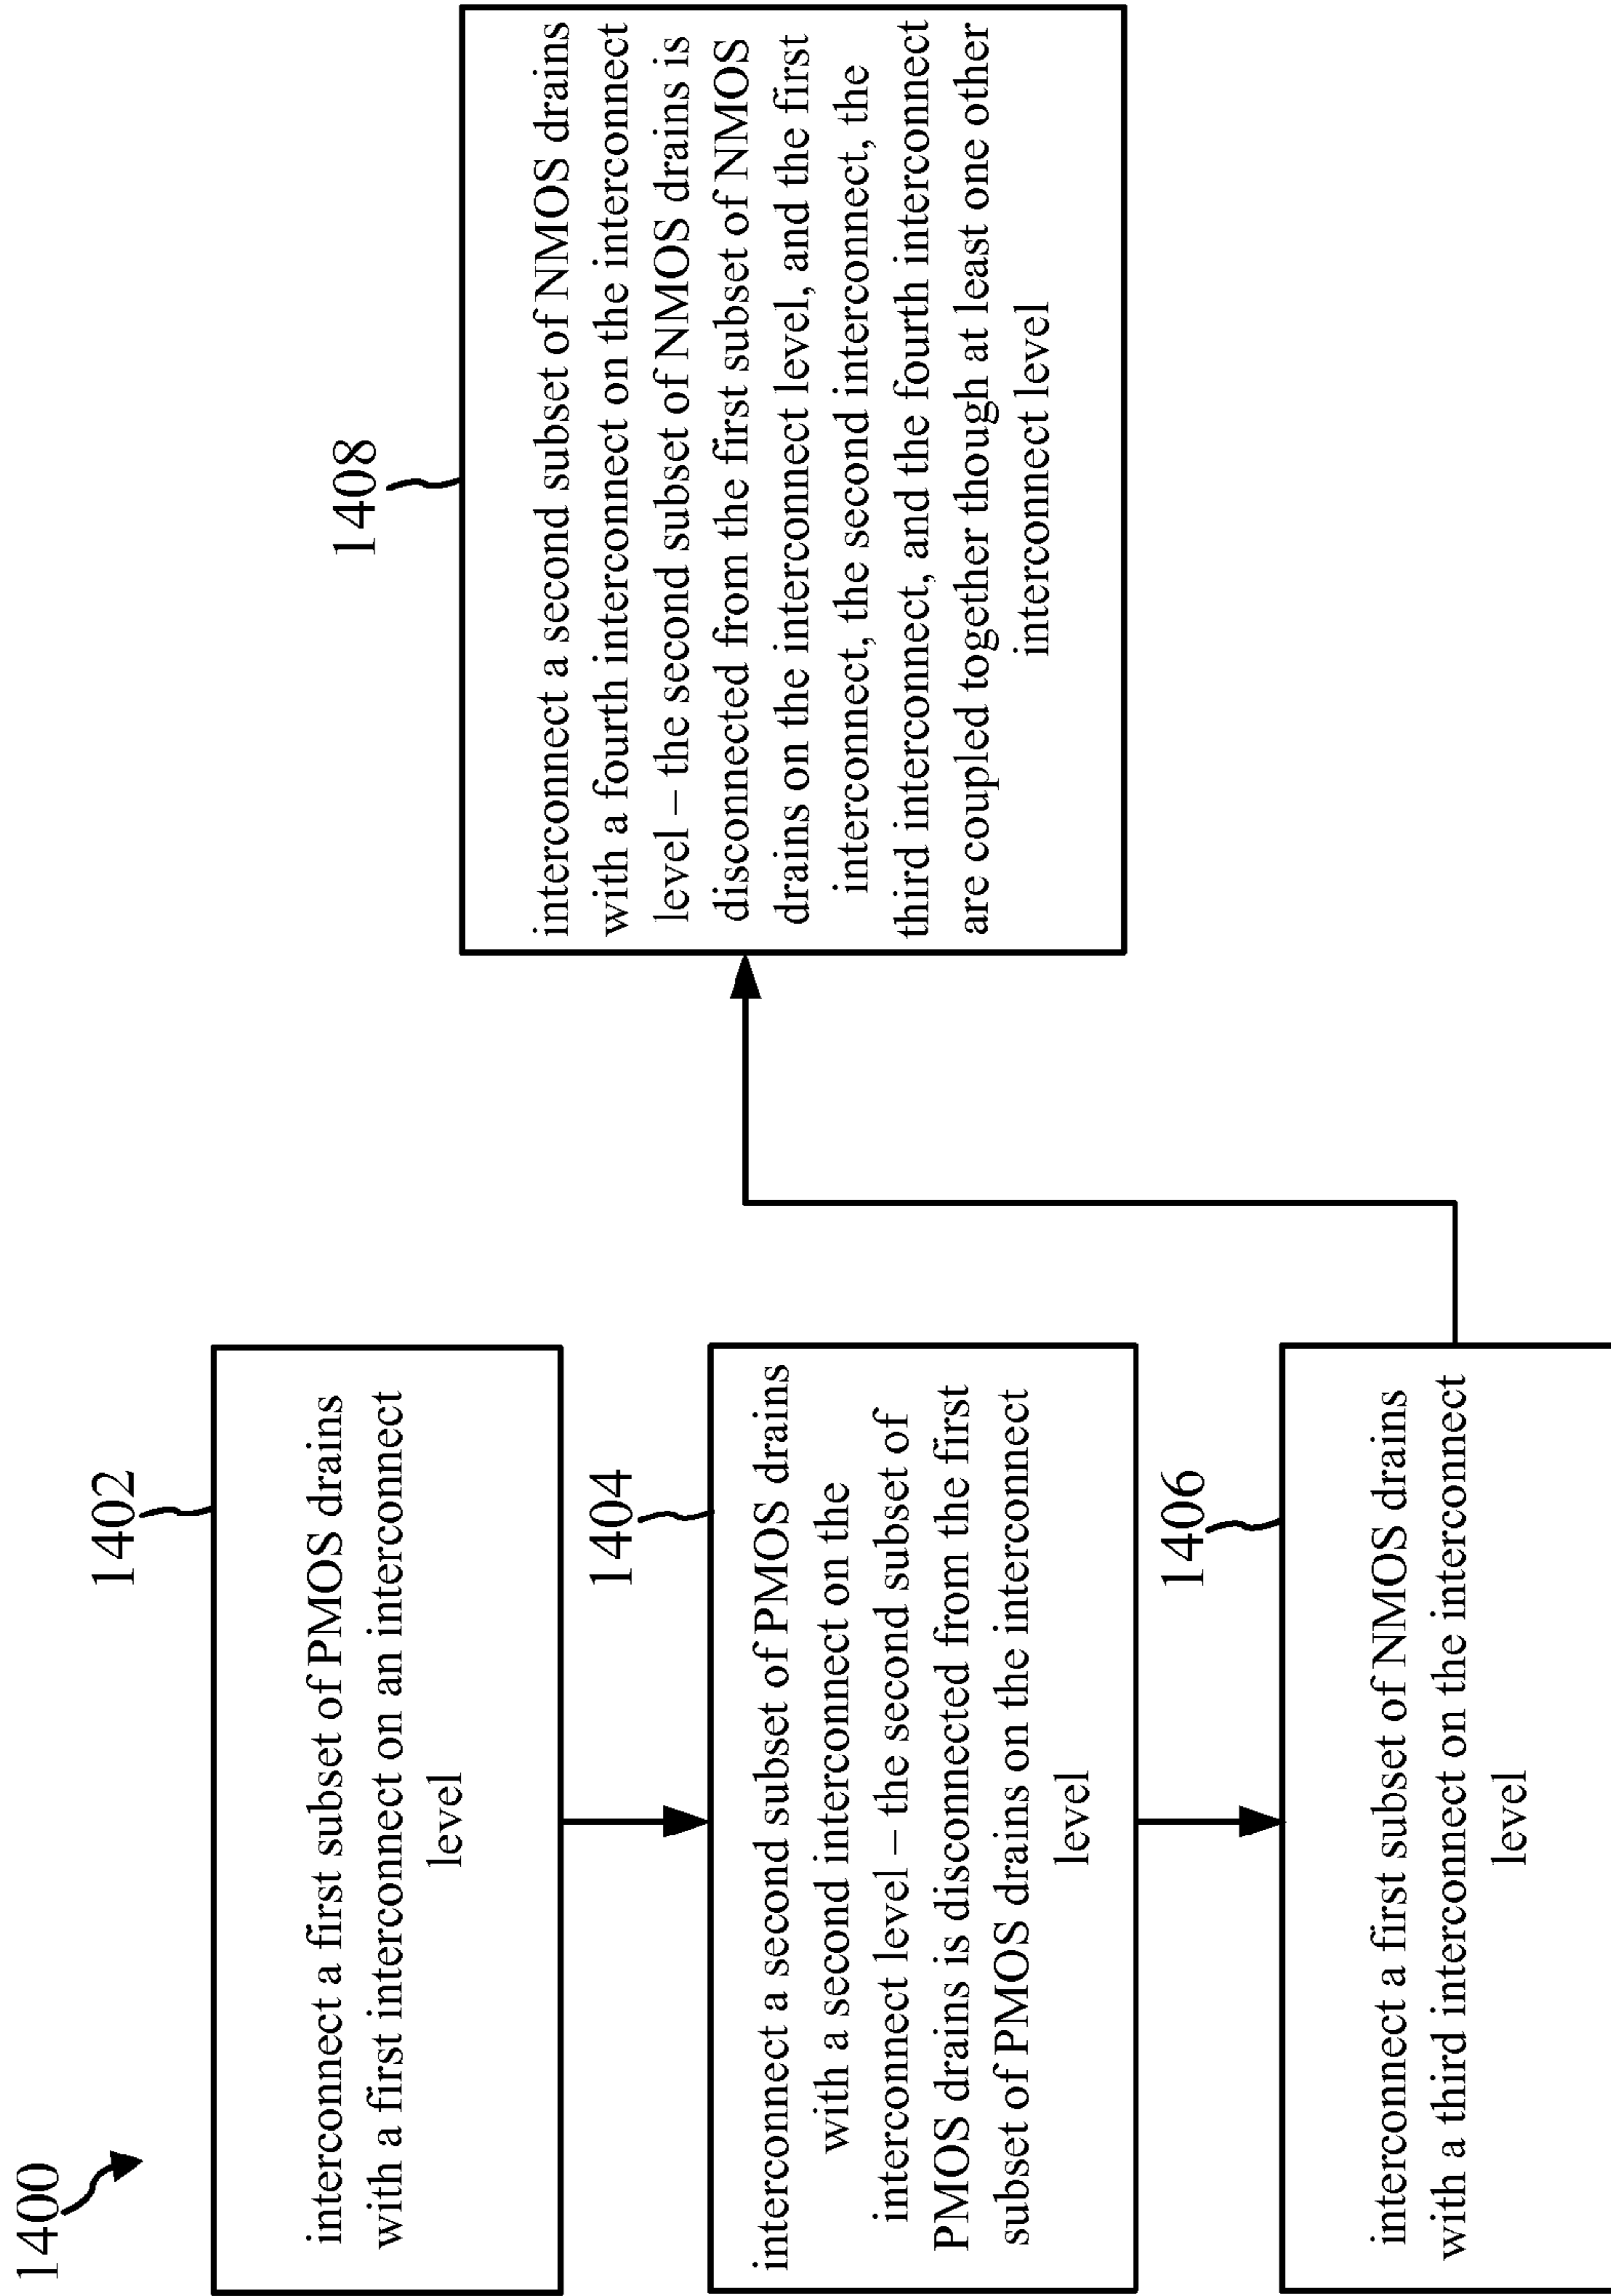 1400
1402
interconnect a first subset of PMOS drains
with a first interconnect on an interconnect
level
1404
interconnect a second subset of PMOS drains
with a second interconnect on the
interconnect level – the second subset of
PMOS drains is disconnected from the first
subset of PMOS drains on the interconnect
level
1406
interconnect a first subset of NMOS drains
with a third interconnect on the interconnect
level
1408
interconnect a second subset of NMOS drains
with a fourth interconnect on the interconnect
level – the second subset of NMOS drains is
disconnected from the first subset of NMOS
drains on the interconnect level, and the first
interconnect, the second interconnect, the
third interconnect, and the fourth interconnect
are coupled together though at least one other
interconnect level